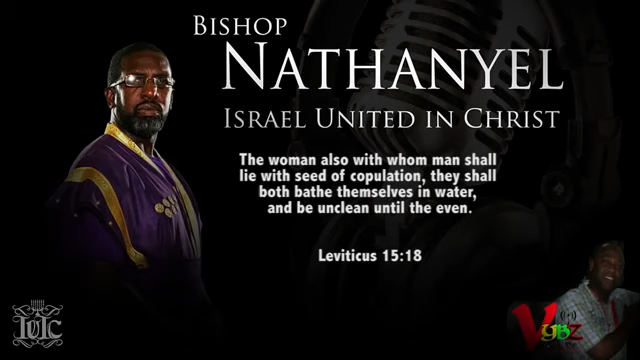 BISHOP
NATHANYEL
ISRAEL UNITED IN CHRIST
The woman also with whom man shall
lie with seed of copulation, they shall
both bathe themselves in water,
and be unclean until the even.
Leviticus 15:18
IUIC
VYBZ